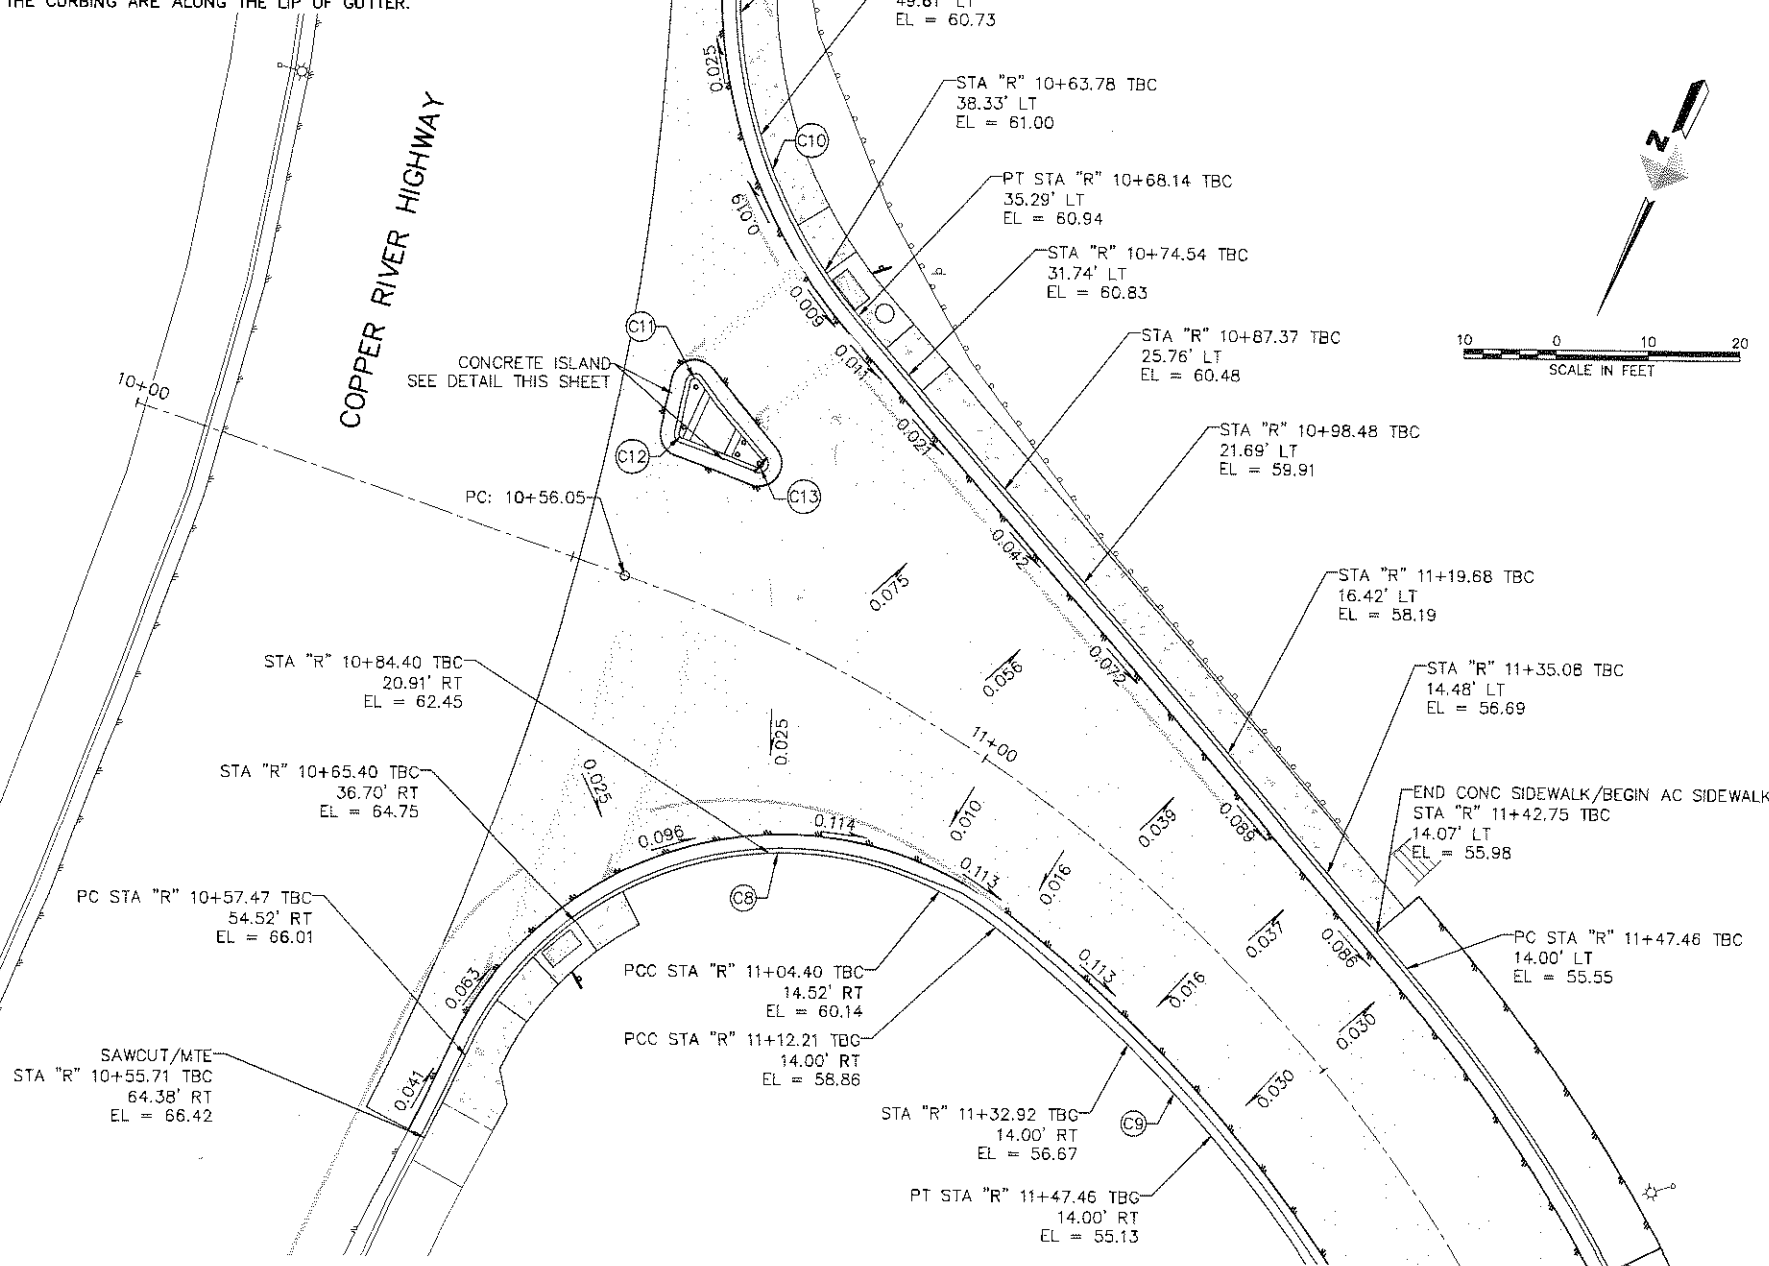 THE CURBING ARE ALONG THE LIP OF GUTTER.
49.61' LT
EL = 60.73
0.025
STA "R" 10+63.78 TBC
38.33' LT
EL = 61.00
C10
COPPER RIVER HIGHWAY
N
PT STA "R" 10+68.14 TBC
35.29' LT
EL = 60.94
0.019
STA "R" 10+74.54 TBC
31.74' LT
EL = 60.83
0.009
C11
STA "R" 10+87.37 TBC
25.76' LT
EL = 60.48
10 0 10 20
SCALE IN FEET
0.011
CONCRETE ISLAND
SEE DETAIL THIS SHEET
10+00
STA "R" 10+98.48 TBC
21.69' LT
EL = 59.91
0.021
C12
C13
PC: 10+56.05
0.042
0.075
STA "R" 11+19.68 TBC
16.42' LT
EL = 58.19
STA "R" 10+84.40 TBC
20.91' RT
EL = 62.45
0.072
0.056
STA "R" 11+35.08 TBC
14.48' LT
EL = 56.69
0.025
11+00
STA "R" 10+65.40 TBC
36.70' RT
EL = 64.75
0.025
END CONC SIDEWALK/BEGIN AC SIDEWALK
STA "R" 11+42.75 TBC
14.07' LT
EL = 55.98
0.096
0.114
0.010
0.039
0.089
0.113
0.016
C8
PC STA "R" 10+57.47 TBC
54.52' RT
EL = 66.01
0.037
0.086
PC STA "R" 11+47.46 TBC
14.00' LT
EL = 55.55
0.063
PCC STA "R" 11+04.40 TBC
14.52' RT
EL = 60.14
0.113
0.016
PCC STA "R" 11+12.21 TBG
14.00' RT
EL = 58.86
0.030
SAWCUT/MTE
STA "R" 10+55.71 TBC
64.38' RT
EL = 66.42
0.041
0.030
STA "R" 11+32.92 TBG
14.00' RT
EL = 56.67
C9
PT STA "R" 11+47.46 TBG
14.00' RT
EL = 55.13